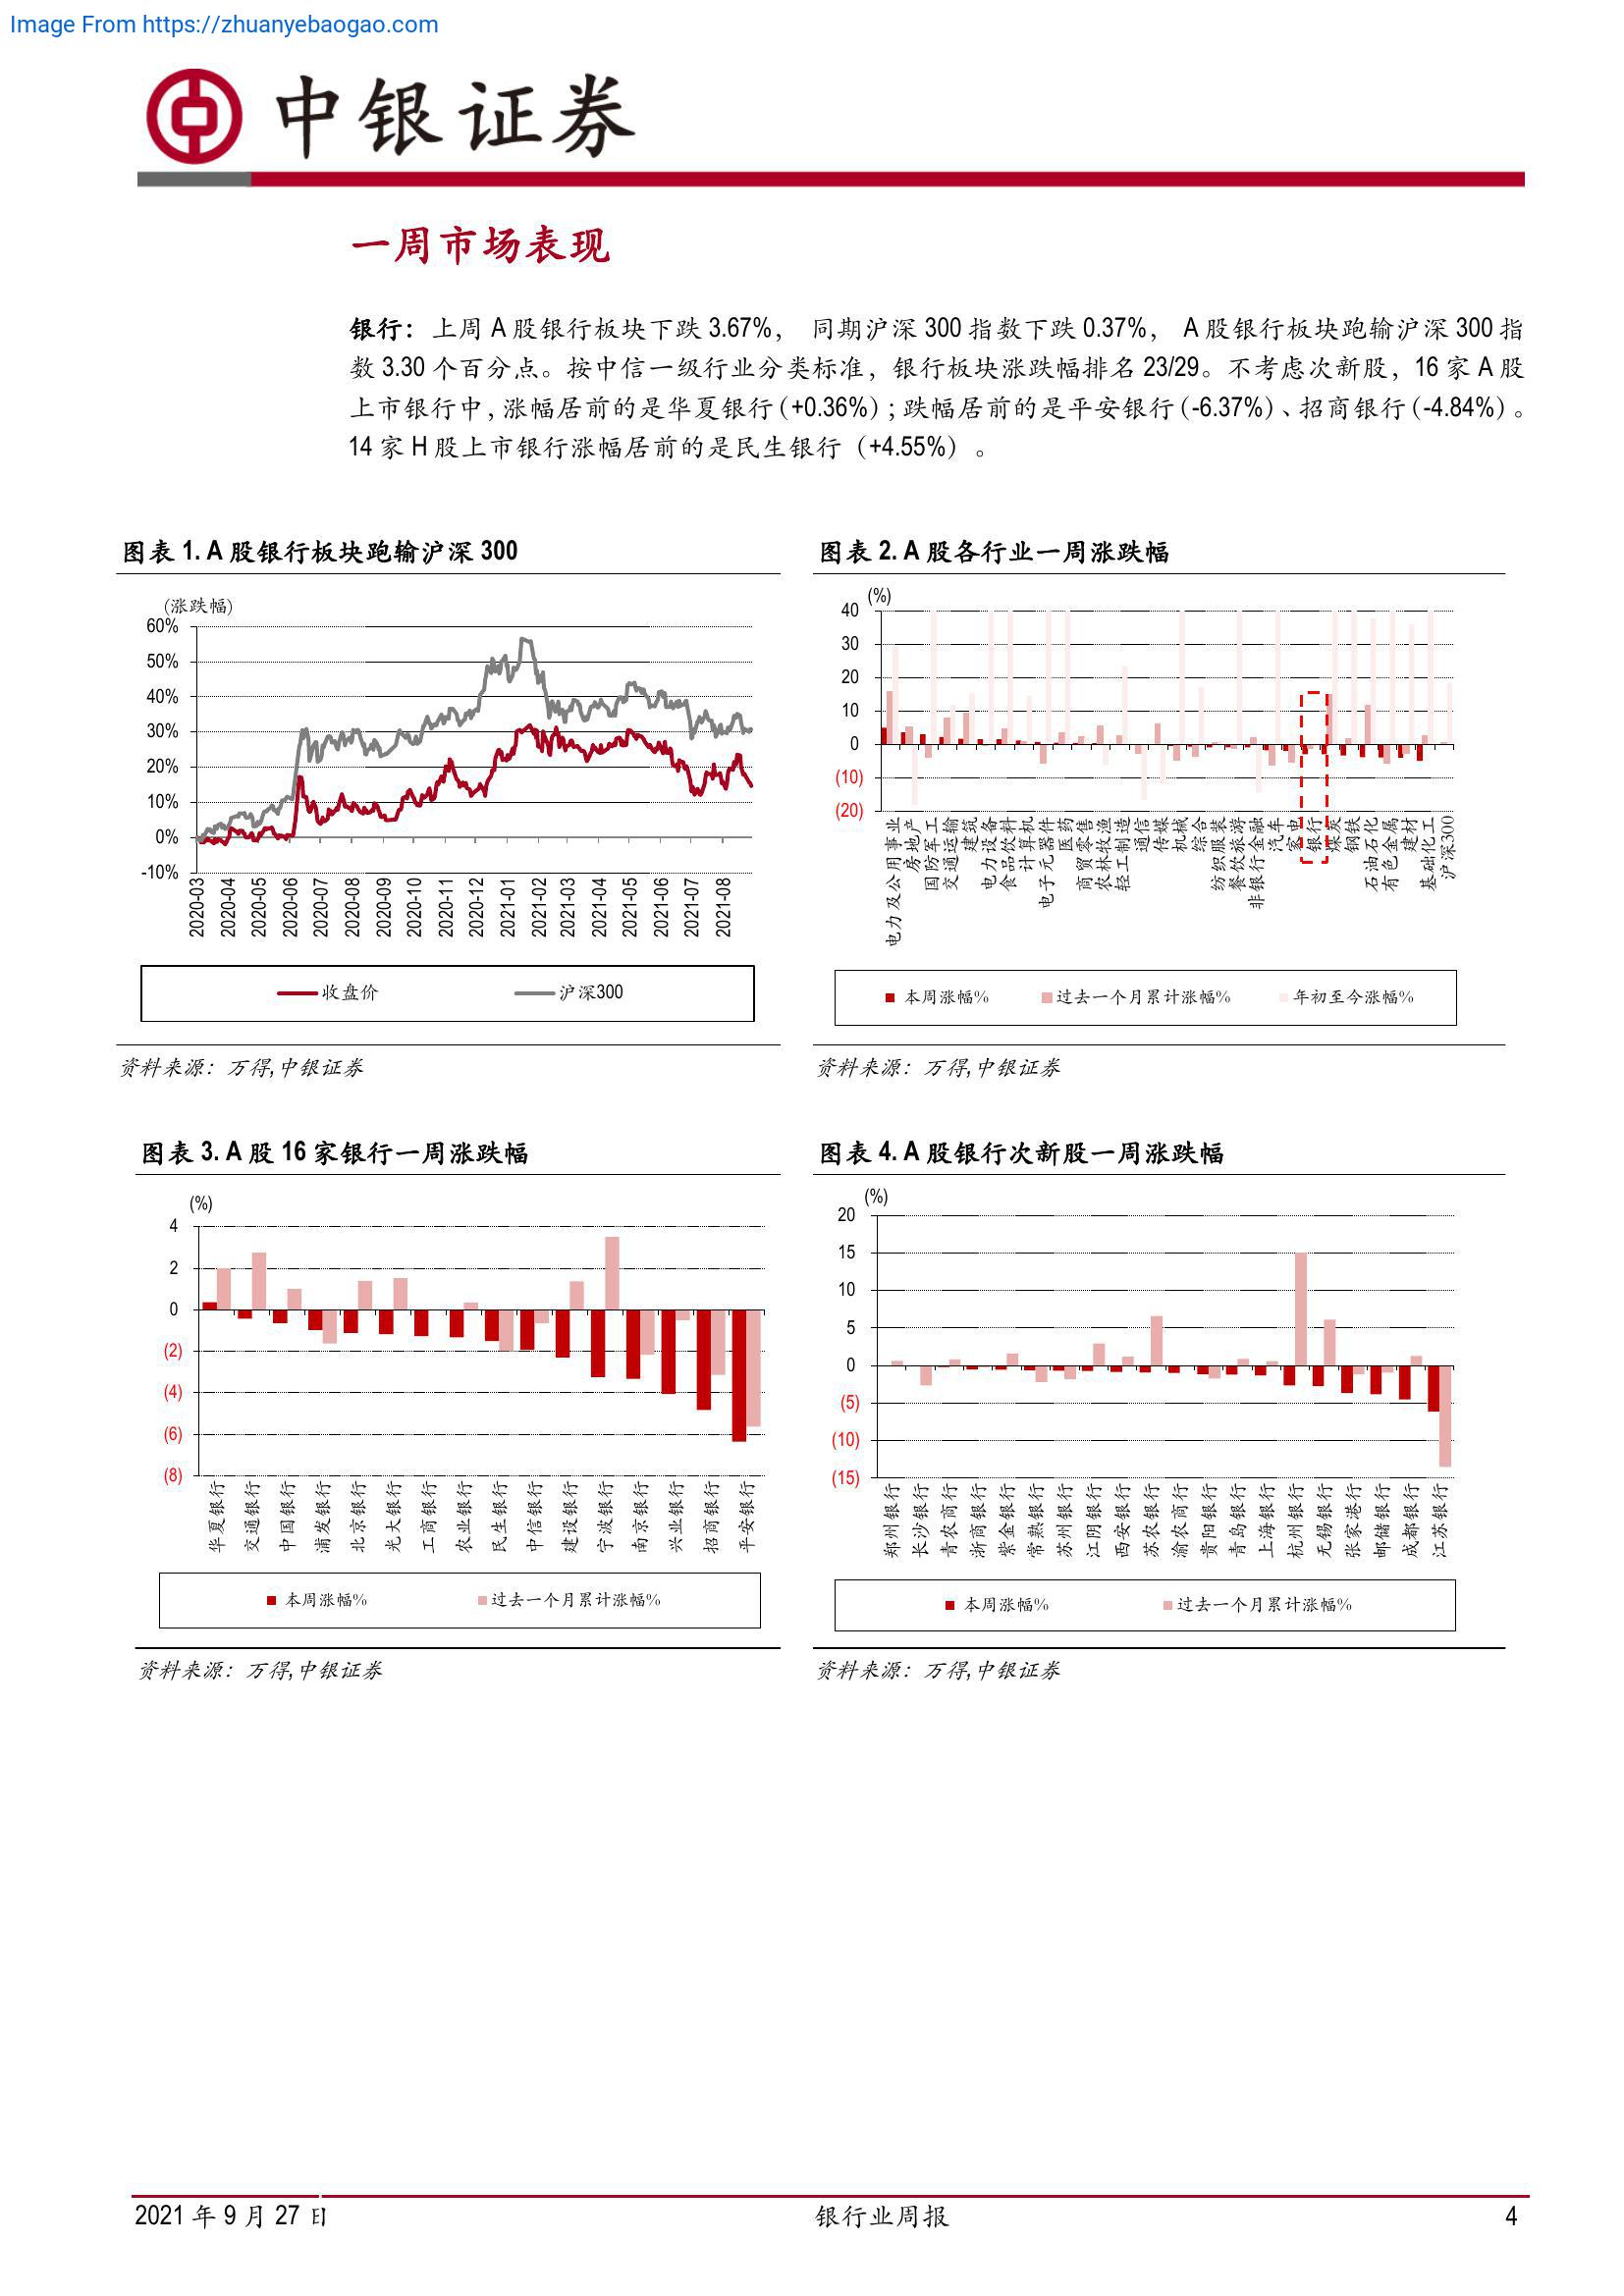 Image From https://zhuanyebaogao.com
中银证券
一周市场表现
银行：上周 A 股银行板块下跌 3.67%， 同期沪深 300 指数下跌 0.37%， A 股银行板块跑输沪深 300 指
数 3.30 个百分点。按中信一级行业分类标准，银行板块涨跌幅排名 23/29。不考虑次新股，16 家 A 股
上市银行中，涨幅居前的是华夏银行（+0.36%）；跌幅居前的是平安银行（-6.37%）、招商银行（-4.84%）。
14 家 H 股上市银行涨幅居前的是民生银行（+4.55%）。
图表 1. A 股银行板块跑输沪深 300
(涨跌幅)
60%
50%
40%
30%
20%
10%
0%
-10%
2020-03
2020-04
2020-05
2020-06
2020-07
2020-08
2020-09
2020-10
2020-11
2020-12
2021-01
2021-02
2021-03
2021-04
2021-05
2021-06
2021-07
2021-08
收盘价 沪深300
资料来源：万得,中银证券
图表 2. A 股各行业一周涨跌幅
(%)
40
30
20
10
0
(10)
(20)
电力及公用事业
房地产
国防军工
交通运输
建筑
电力设备
食品饮料
计算机
电子元器件
医药
商贸零售
农林牧渔
轻工制造
通信
传媒
机械
综合
纺织服装
餐饮旅游
非银行金融
汽车
家电
银行
煤炭
钢铁
石油石化
有色金属
建材
基础化工
沪深300
本周涨幅% 过去一个月累计涨幅% 年初至今涨幅%
资料来源：万得,中银证券
图表 3. A 股 16 家银行一周涨跌幅
(%)
4
2
0
(2)
(4)
(6)
(8)
华夏银行
交通银行
中国银行
浦发银行
北京银行
光大银行
工商银行
农业银行
民生银行
中信银行
建设银行
宁波银行
南京银行
兴业银行
招商银行
平安银行
本周涨幅% 过去一个月累计涨幅%
资料来源：万得,中银证券
图表 4. A 股银行次新股一周涨跌幅
(%)
20
15
10
5
0
(5)
(10)
(15)
郑州银行
长沙银行
青农商行
浙商银行
紫金银行
常熟银行
苏州银行
江阴银行
西安银行
苏农银行
渝农商行
贵阳银行
青岛银行
上海银行
杭州银行
无锡银行
张家港行
邮储银行
成都银行
江苏银行
本周涨幅% 过去一个月累计涨幅%
资料来源：万得,中银证券
2021 年 9 月 27 日 银行业周报 4